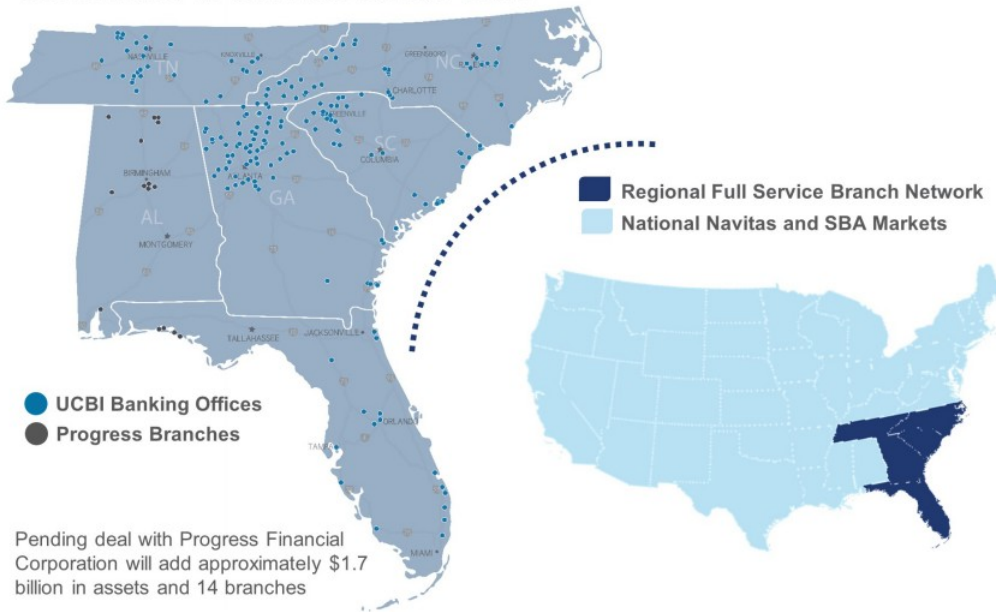 NASHVILLE
TN
KNOXVILLE
GREENSBORO
NC
CHARLOTTE
SC
COLUMBIA
ATLANTA
GA
BIRMINGHAM
AL
MONTGOMERY
TALLAHASSEE
JACKSONVILLE
ORLANDO
MIAMI
Regional Full Service Branch Network
National Navitas and SBA Markets
UCBI Banking Offices
Progress Branches
Pending deal with Progress Financial
Corporation will add approximately $1.7
billion in assets and 14 branches